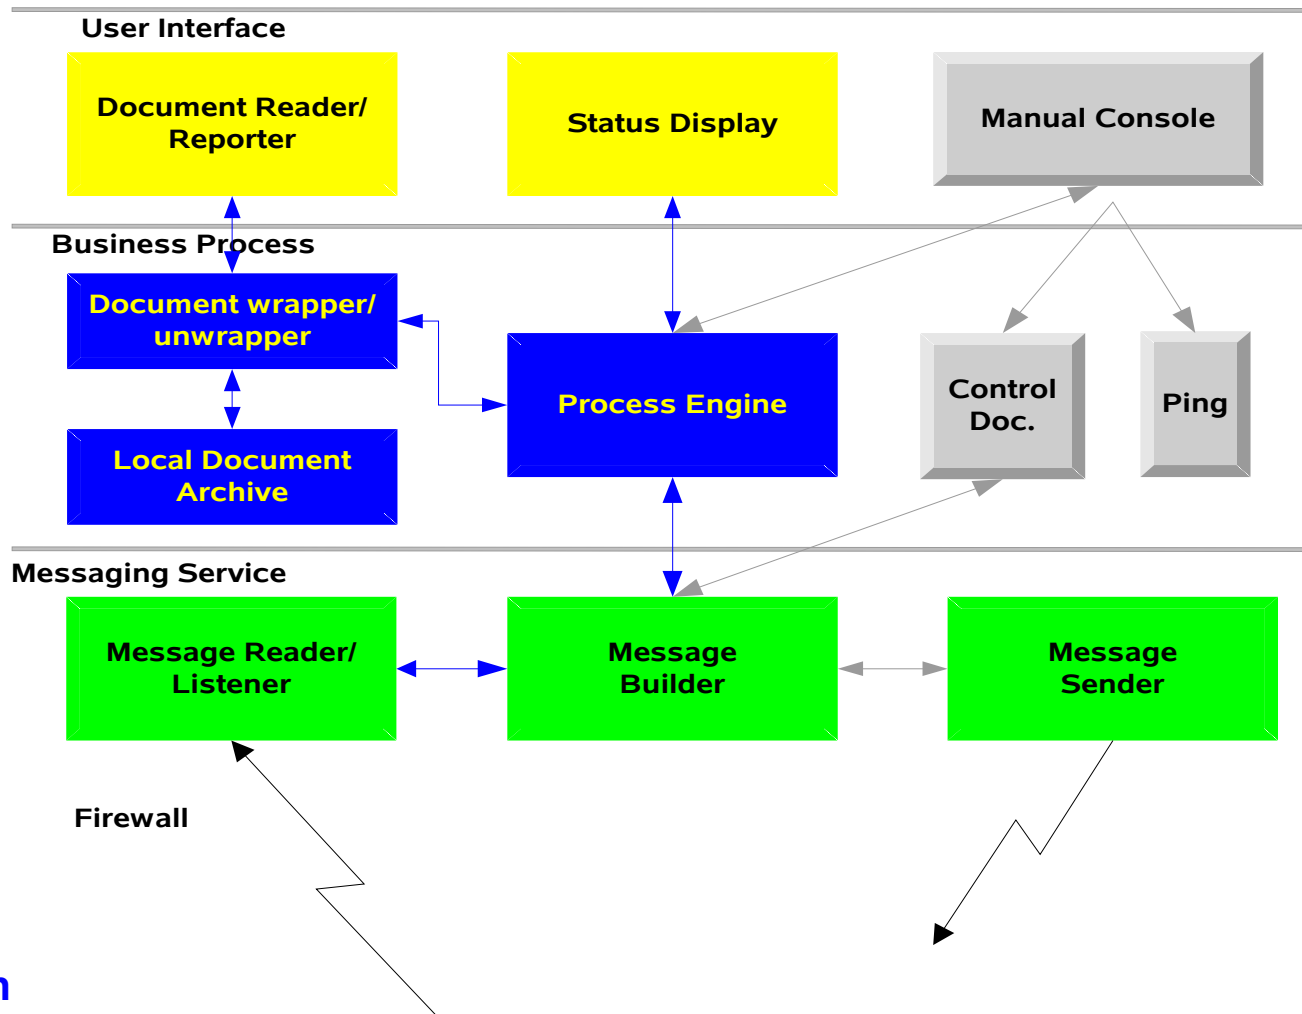 User Interface
Document Reader/
Reporter
Status Display
Manual Console
Business Process
Document wrapper/
unwrapper
Process Engine
Control
Doc.
Ping
Local Document
Archive
Messaging Service
Message Reader/
Listener
Message
Builder
Message
Sender
Firewall